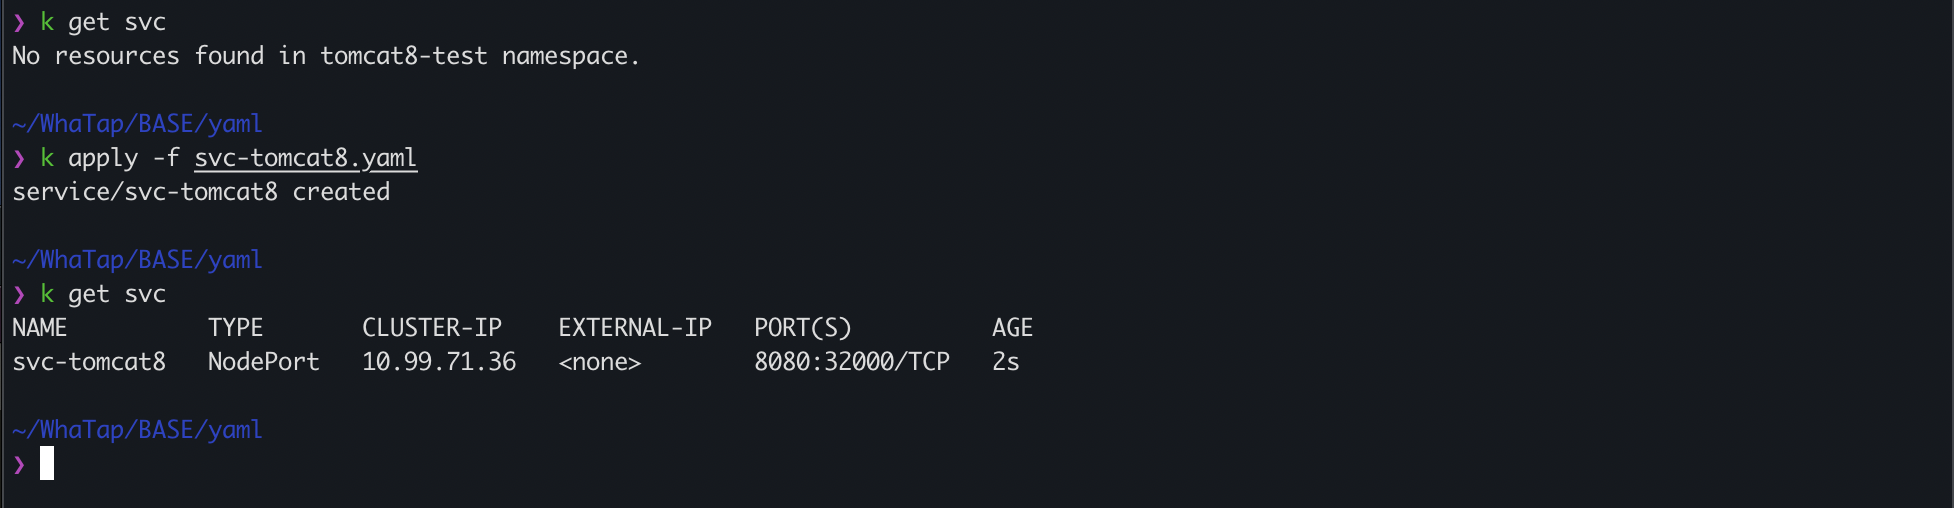 ❯ k get svc
No resources found in tomcat8-test namespace.
~/WhaTap/BASE/yaml
❯ k apply -f svc-tomcat8.yaml
service/svc-tomcat8 created
~/WhaTap/BASE/yaml
❯ k get svc
NAME          TYPE       CLUSTER-IP    EXTERNAL-IP   PORT(S)          AGE
svc-tomcat8   NodePort   10.99.71.36   <none>        8080:32000/TCP   2s
~/WhaTap/BASE/yaml
❯